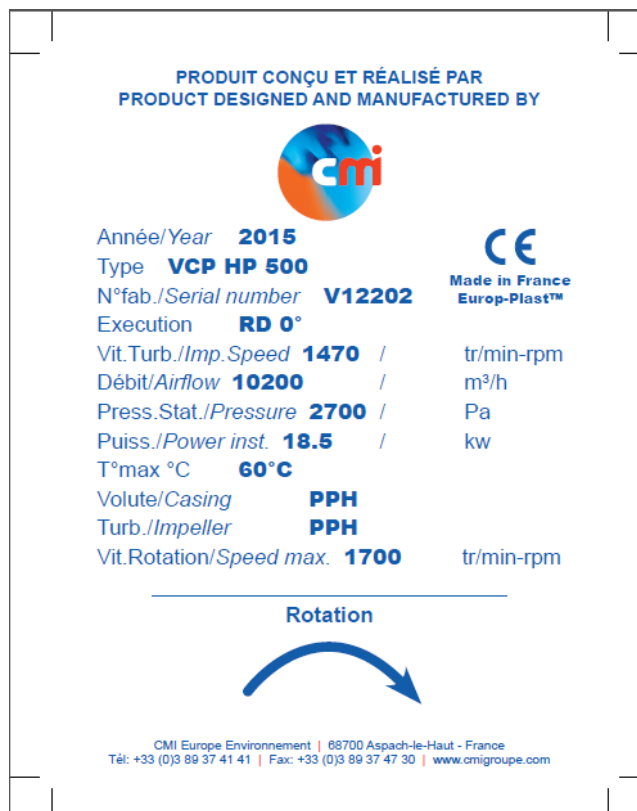 PRODUIT CONÇU ET RÉALISÉ PAR
PRODUCT DESIGNED AND MANUFACTURED BY
cmi
Année/Year 2015
CE
Type VCP HP 500
Made in France
N°fab./Serial number V12202
Europ-Plast™
Execution RD 0°
Vit.Turb./Imp.Speed 1470 / tr/min-rpm
Débit/Airflow 10200 / m³/h
Press.Stat./Pressure 2700 / Pa
Puiss./Power inst. 18.5 / kw
T°max °C 60°C
Volute/Casing PPH
Turb./Impeller PPH
Vit.Rotation/Speed max. 1700 tr/min-rpm
Rotation
CMI Europe Environnement | 68700 Aspach-le-Haut - France
Tél: +33 (0)3 89 37 41 41 | Fax: +33 (0)3 89 37 47 30 | www.cmigroupe.com